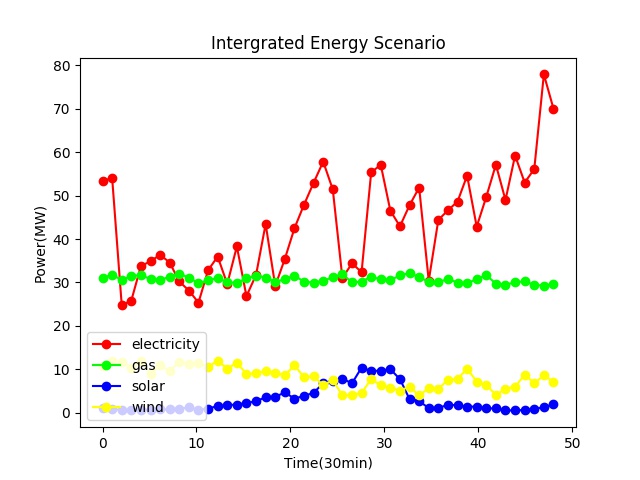 Intergrated Energy Scenario
80
70
60
50
40
30
20
10
0
Power(MW)
electricity
gas
solar
wind
0 10 20 30 40 50
Time(30min)